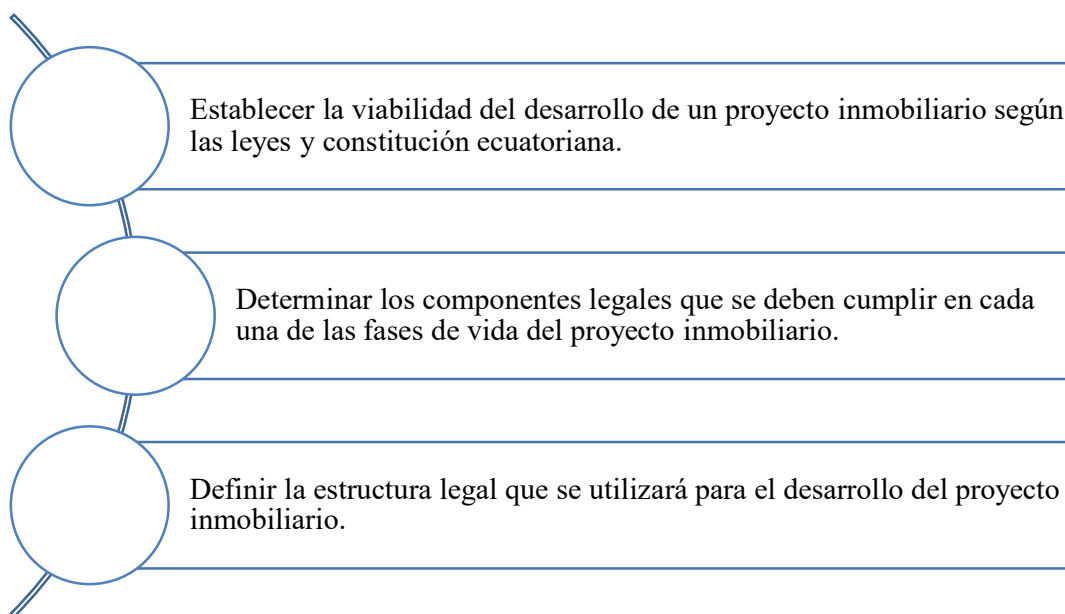 Establecer la viabilidad del desarrollo de un proyecto inmobiliario según
las leyes y constitución ecuatoriana.
Determinar los componentes legales que se deben cumplir en cada
una de las fases de vida del proyecto inmobiliario.
Definir la estructura legal que se utilizará para el desarrollo del proyecto
inmobiliario.